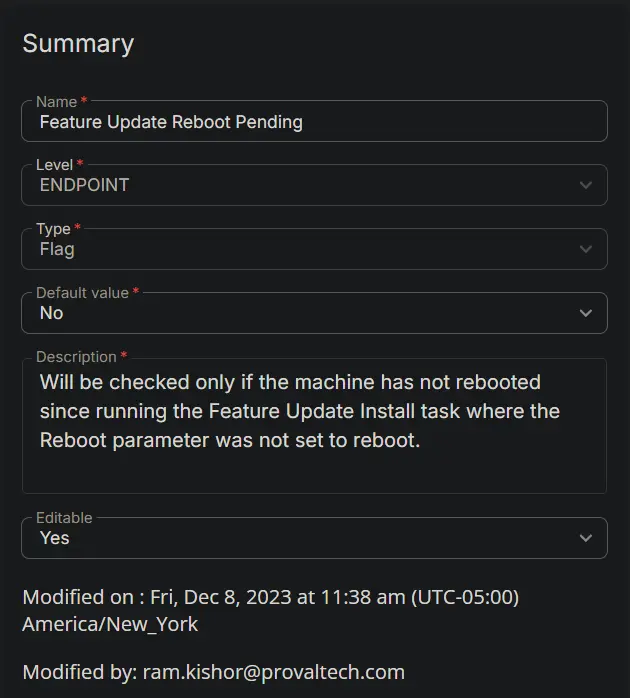 Summary
Name *
Feature Update Reboot Pending
Level *
ENDPOINT
Type *
Flag
Default value *
No
Description *
Will be checked only if the machine has not rebooted
since running the Feature Update Install task where the
Reboot parameter was not set to reboot.
Editable
Yes
Modified on : Fri, Dec 8, 2023 at 11:38 am (UTC-05:00)
America/New_York
Modified by: ram.kishor@provaltech.com